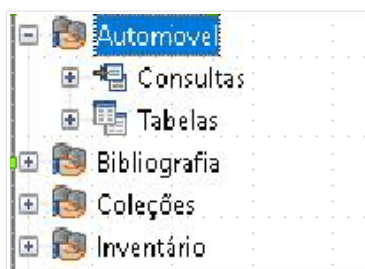 Automovel
Consultas
Tabelas
Bibliografia
Coleções
Inventário